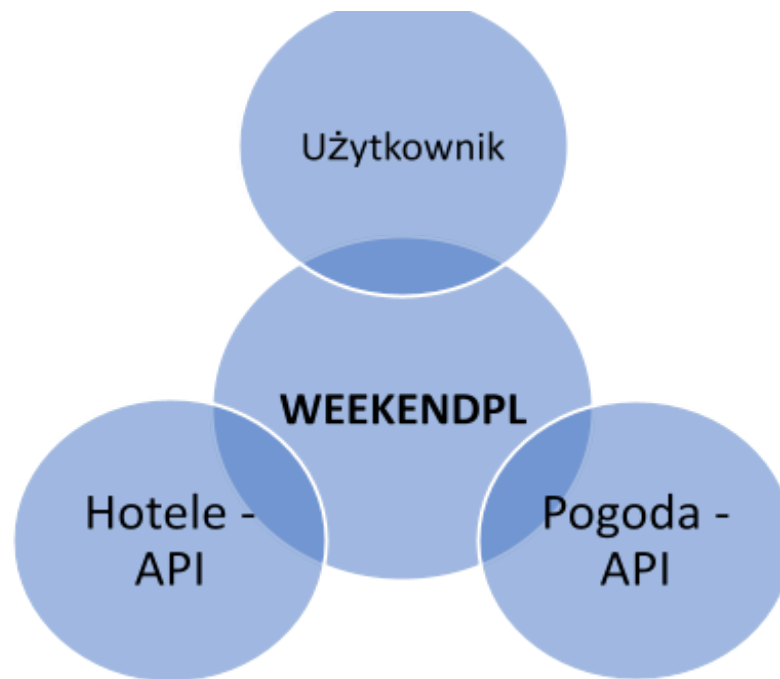 Użytkownik
WEEKENDPL
Hotele -
API
Pogoda -
API